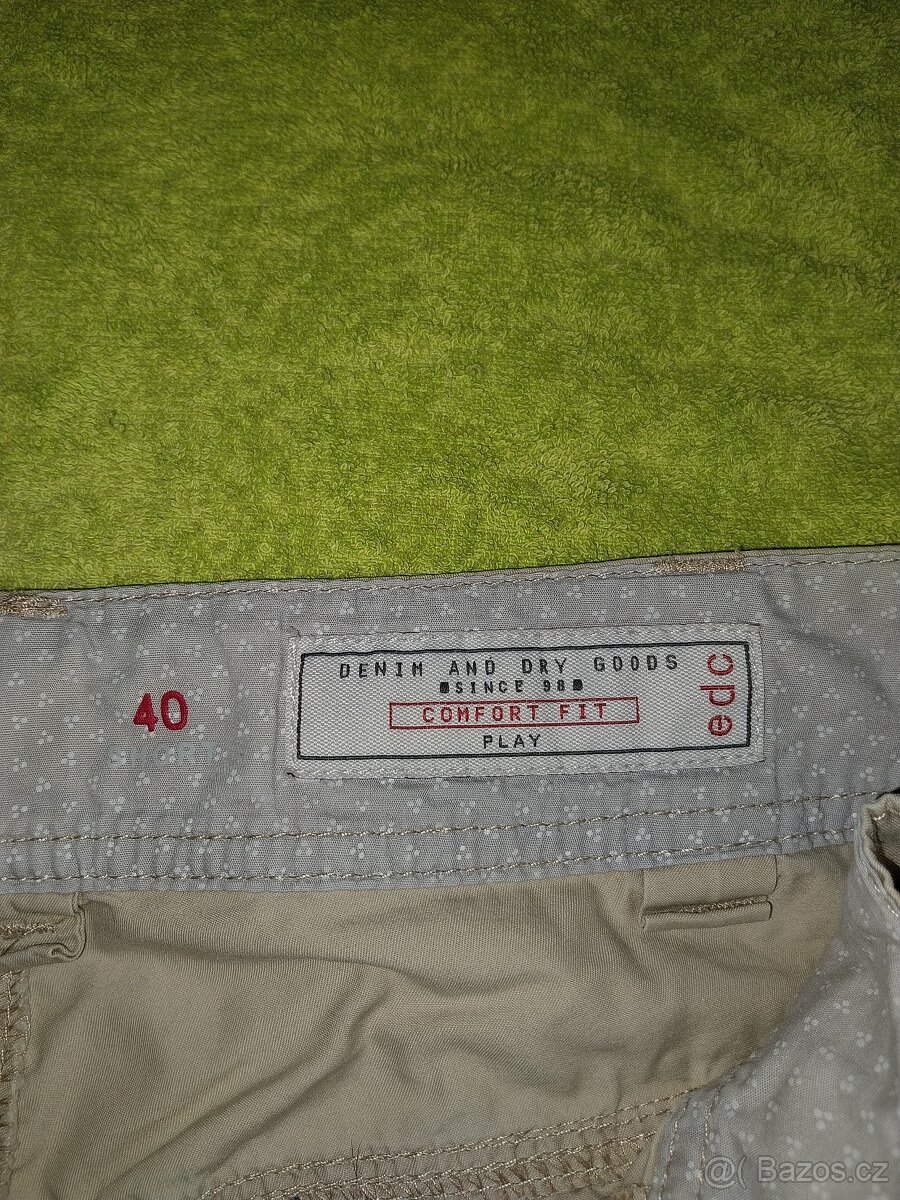 DENIM AND DRY GOODS
SINCE 98
COMFORT FIT
PLAY
edc
40
@( Bazos.cz